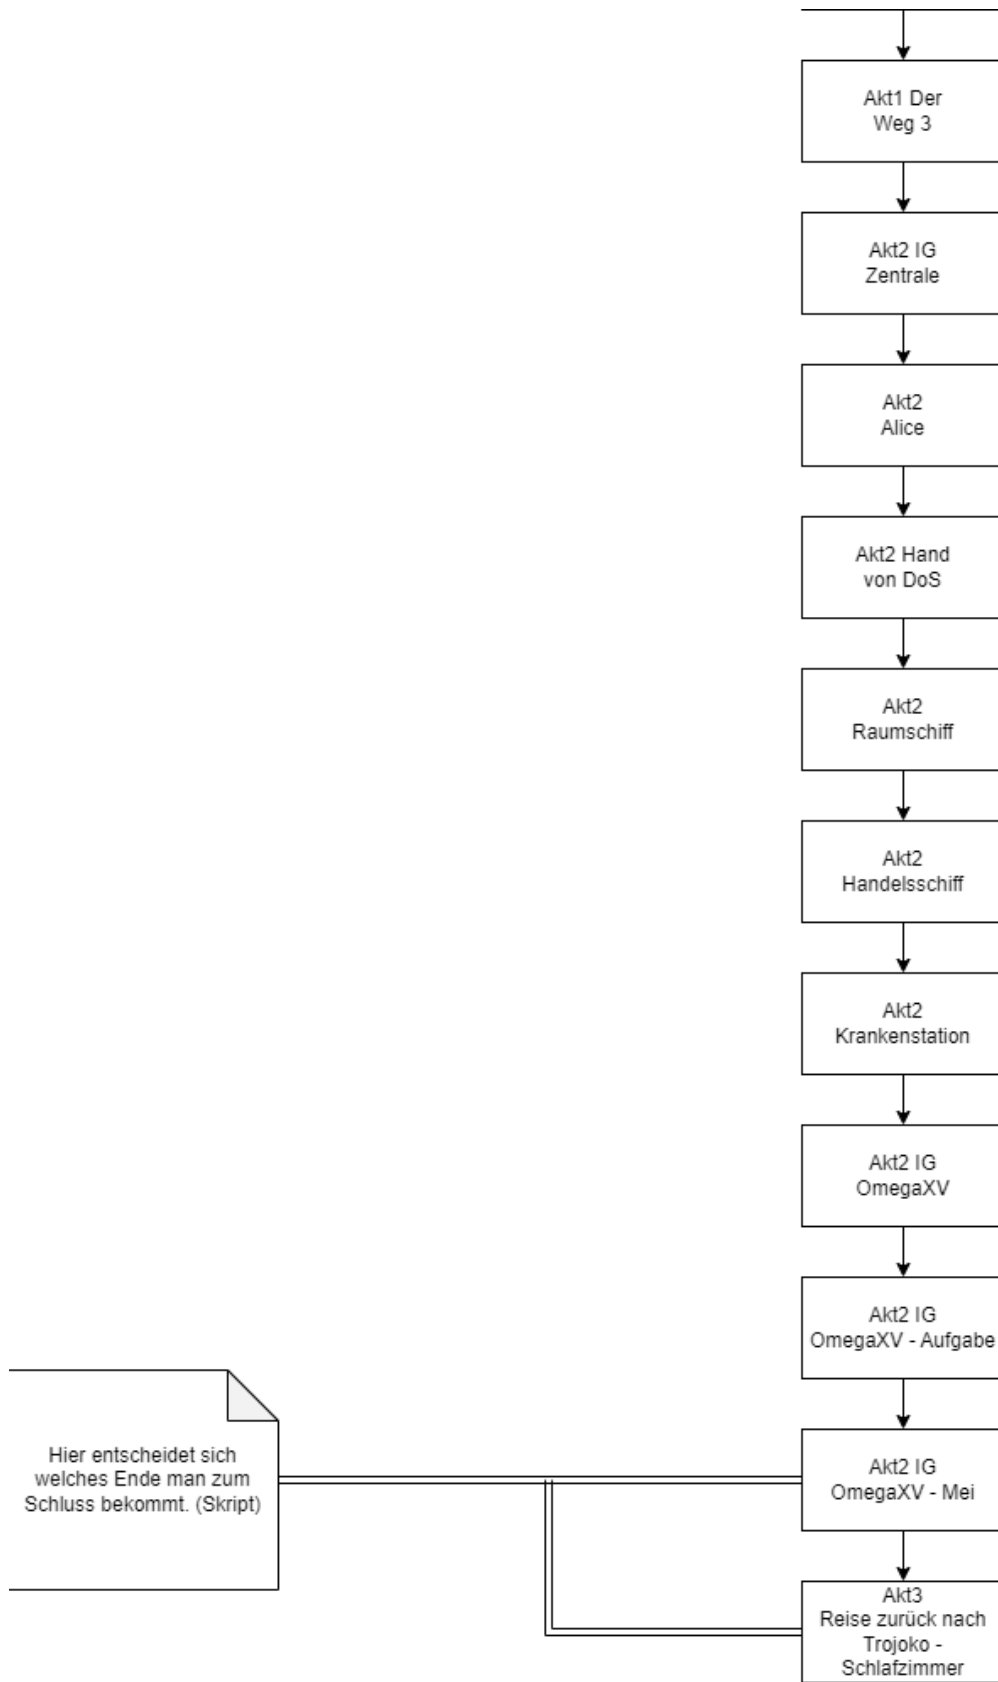 Akt1 Der
Weg 3
Akt2 IG
Zentrale
Akt2
Alice
Akt2 Hand
von DoS
Akt2
Raumschiff
Akt2
Handelsschiff
Akt2
Krankenstation
Akt2 IG
OmegaXV
Akt2 IG
OmegaXV - Aufgabe
Hier entscheidet sich
welches Ende man zum
Schluss bekommt. (Skript)
Akt2 IG
OmegaXV - Mei
Akt3
Reise zurück nach
Trojoko -
Schlafzimmer